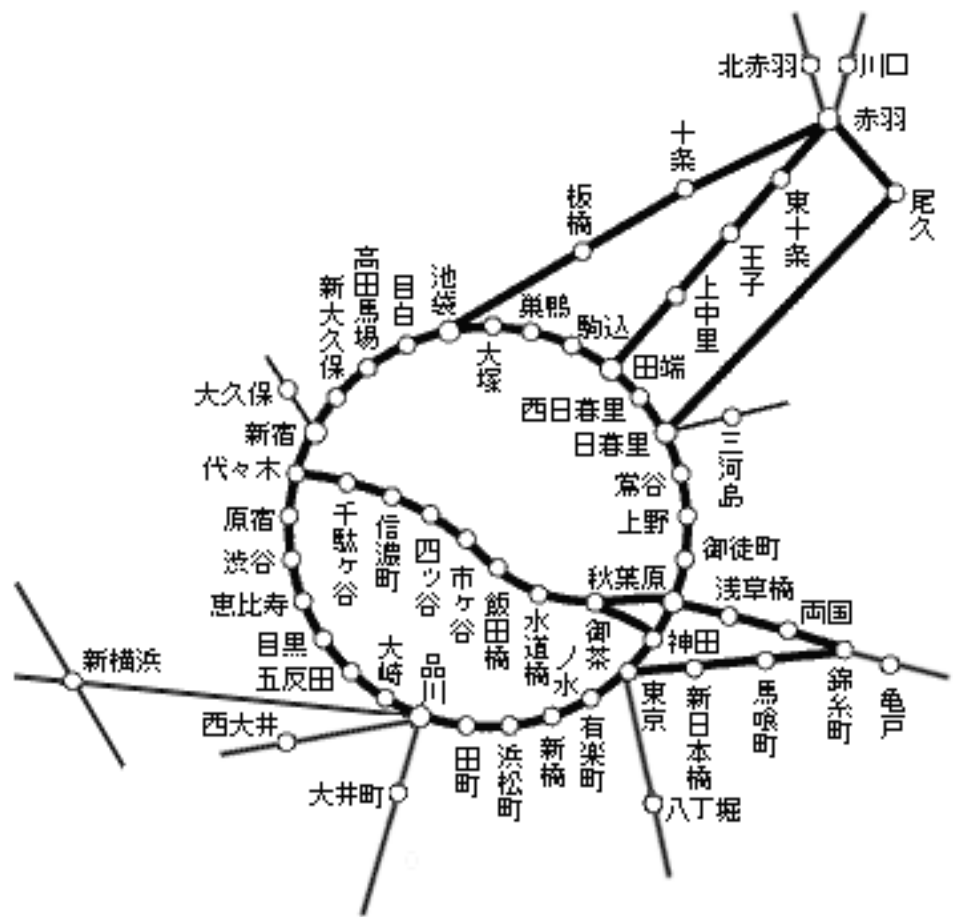 北赤羽
川口
赤羽
十条
板橋
尾久
東十条
王子
上中里
池袋
目白
高田馬場
新大久保
巣鴨
駒込
大塚
田端
大久保
西日暮里
新宿
日暮里
三河島
代々木
鶯谷
千駄ヶ谷
信濃町
四ッ谷
市ヶ谷
飯田橋
水道橋
御茶ノ水
原宿
上野
渋谷
御徒町
秋葉原
浅草橋
両国
恵比寿
神田
目黒
五反田
大崎
品川
新横浜
西大井
大井町
田町
浜松町
新橋
有楽町
東京
新日本橋
馬喰町
錦糸町
亀戸
八丁堀